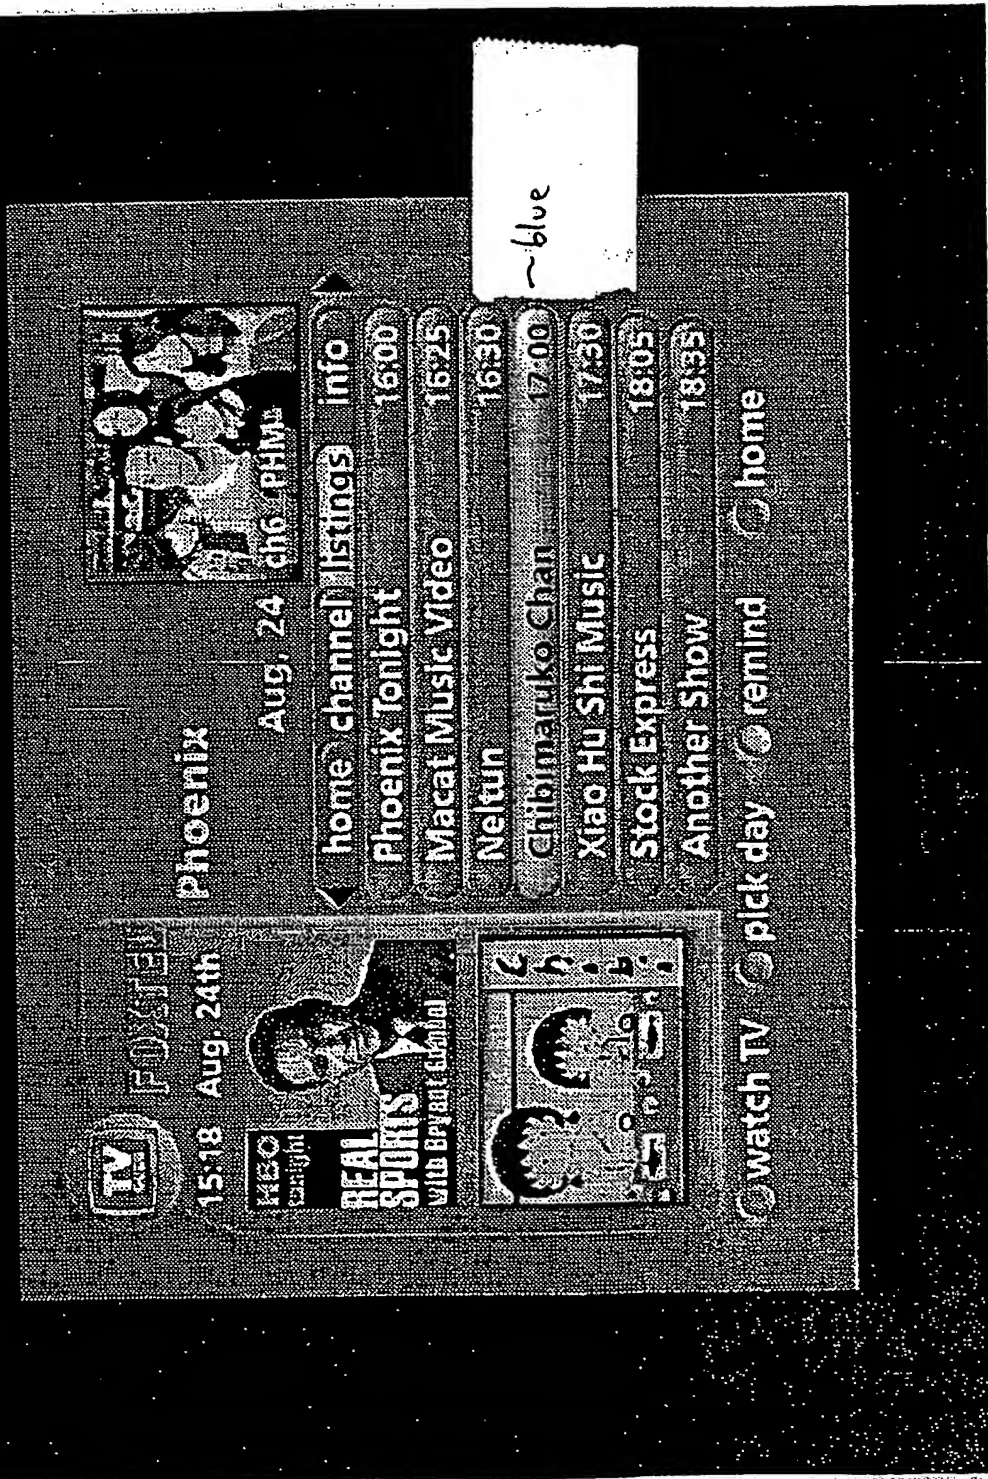 TV
FOXTEL
15:18 Aug. 24th
HBO
tonight
REAL
SPORTS
with Bryant Gumbel
Chibi
Phoenix
Aug, 24
ch6 PHMu
home channel listings info
Phoenix Tonight 16:00
Macat Music Video 16:25
Neltun 16:30
Chibimaruko Chan 17:00
Xiao Hu Shi Music 17:30
Stock Express 18:05
Another Show 18:35
watch TV pick day remind home
~blue